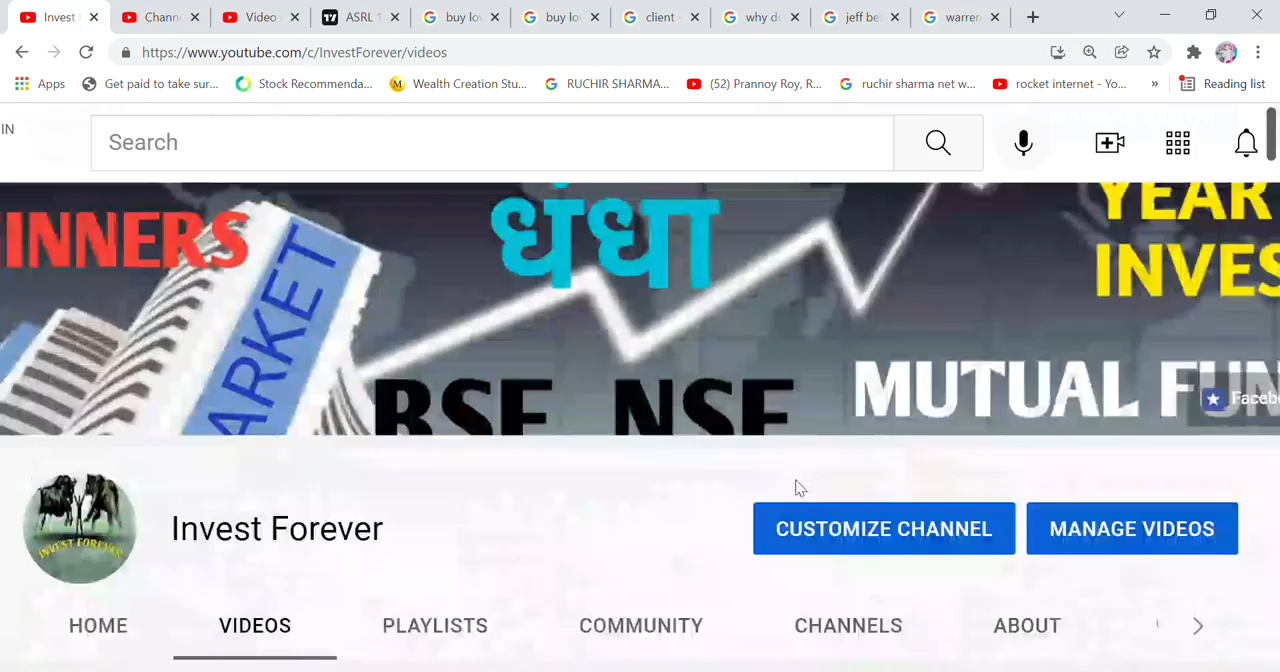 Invest
Chann
Video
ASRL T
buy lo
buy lo
client
why do
jeff be
warren
https://www.youtube.com/c/InvestForever/videos
Apps
Get paid to take sur...
Stock Recommenda...
Wealth Creation Stu...
RUCHIR SHARMA...
(52) Prannoy Roy, R...
ruchir sharma net w...
rocket internet - Yo...
»
Reading list
IN
Search
INNERS
MARKET
धंधा
YEAR
INVES
BSE NSE
MUTUAL FUN
Facebo
INVEST FOREVER
Invest Forever
CUSTOMIZE CHANNEL
MANAGE VIDEOS
HOME
VIDEOS
PLAYLISTS
COMMUNITY
CHANNELS
ABOUT